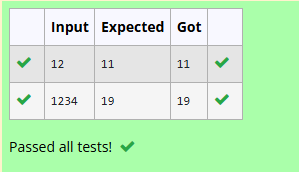 Input Expected Got
12 11 11
1234 19 19
Passed all tests!